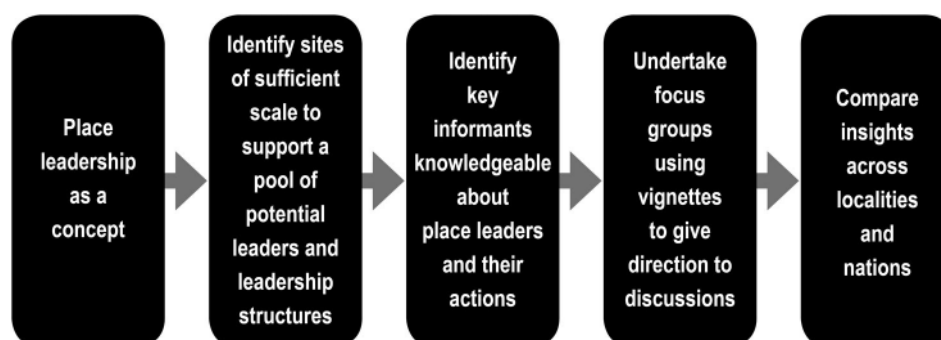 Place
leadership
as a
concept
Identify sites
of sufficient
scale to
support a
pool of
potential
leaders and
leadership
structures
Identify
key
informants
knowledgeable
about
place leaders
and their
actions
Undertake
focus
groups
using
vignettes
to give
direction to
discussions
Compare
insights
across
localities
and
nations